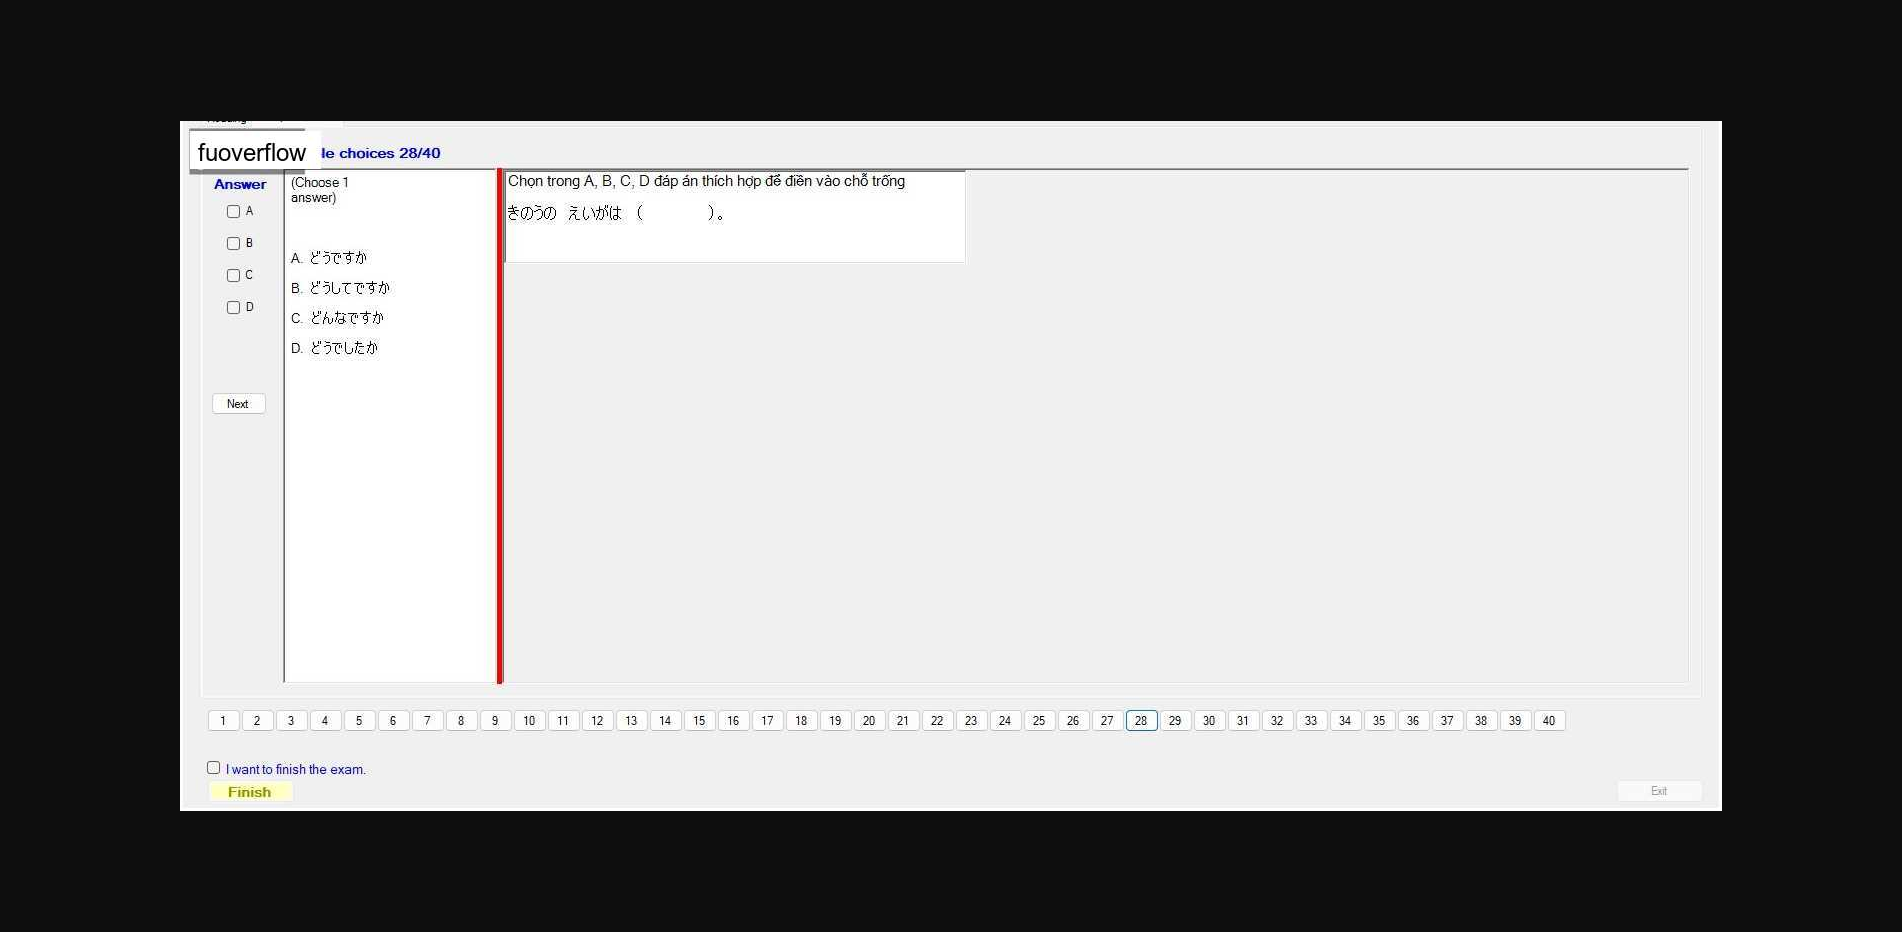 fuoverflow
le choices 28/40
Answer
(Choose 1
answer)
A
B
C
D
A. どうですか
B. どうしてですか
C. どんなですか
D. どうでしたか
Next
Chọn trong A, B, C, D đáp án thích hợp để điền vào chỗ trống
きのうの えいがは ( )。
1 2 3 4 5 6 7 8 9 10 11 12 13 14 15 16 17 18 19 20 21 22 23 24 25 26 27 28 29 30 31 32 33 34 35 36 37 38 39 40
I want to finish the exam.
Finish
Exit